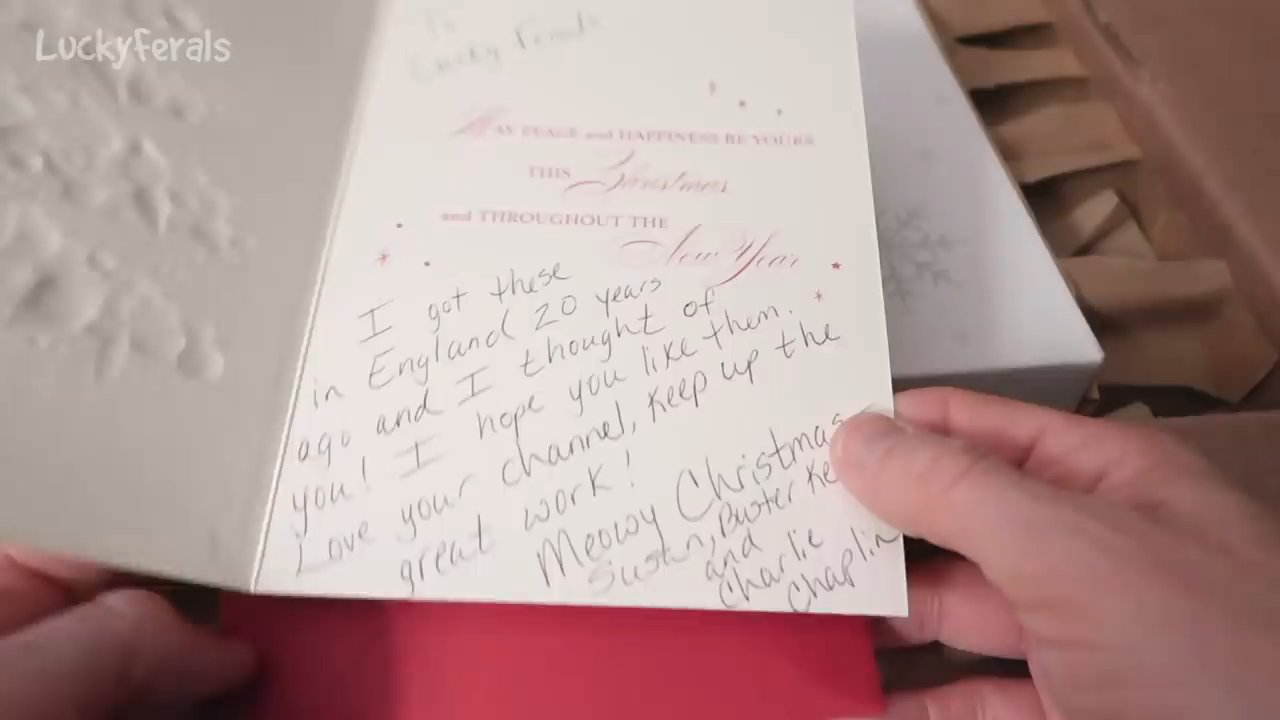 LuckyFerals
To
Lucky Ferals
MAY PEACE and HAPPINESS BE YOURS
THIS Christmas
and THROUGHOUT THE
New Year
I got these
in England 20 years
ago and I thought of
you! I hope you like them.
Love your channel, keep up the
great work!
Meowy Christmas
Susan, Buster Ke
and
Charlie
Chaplin